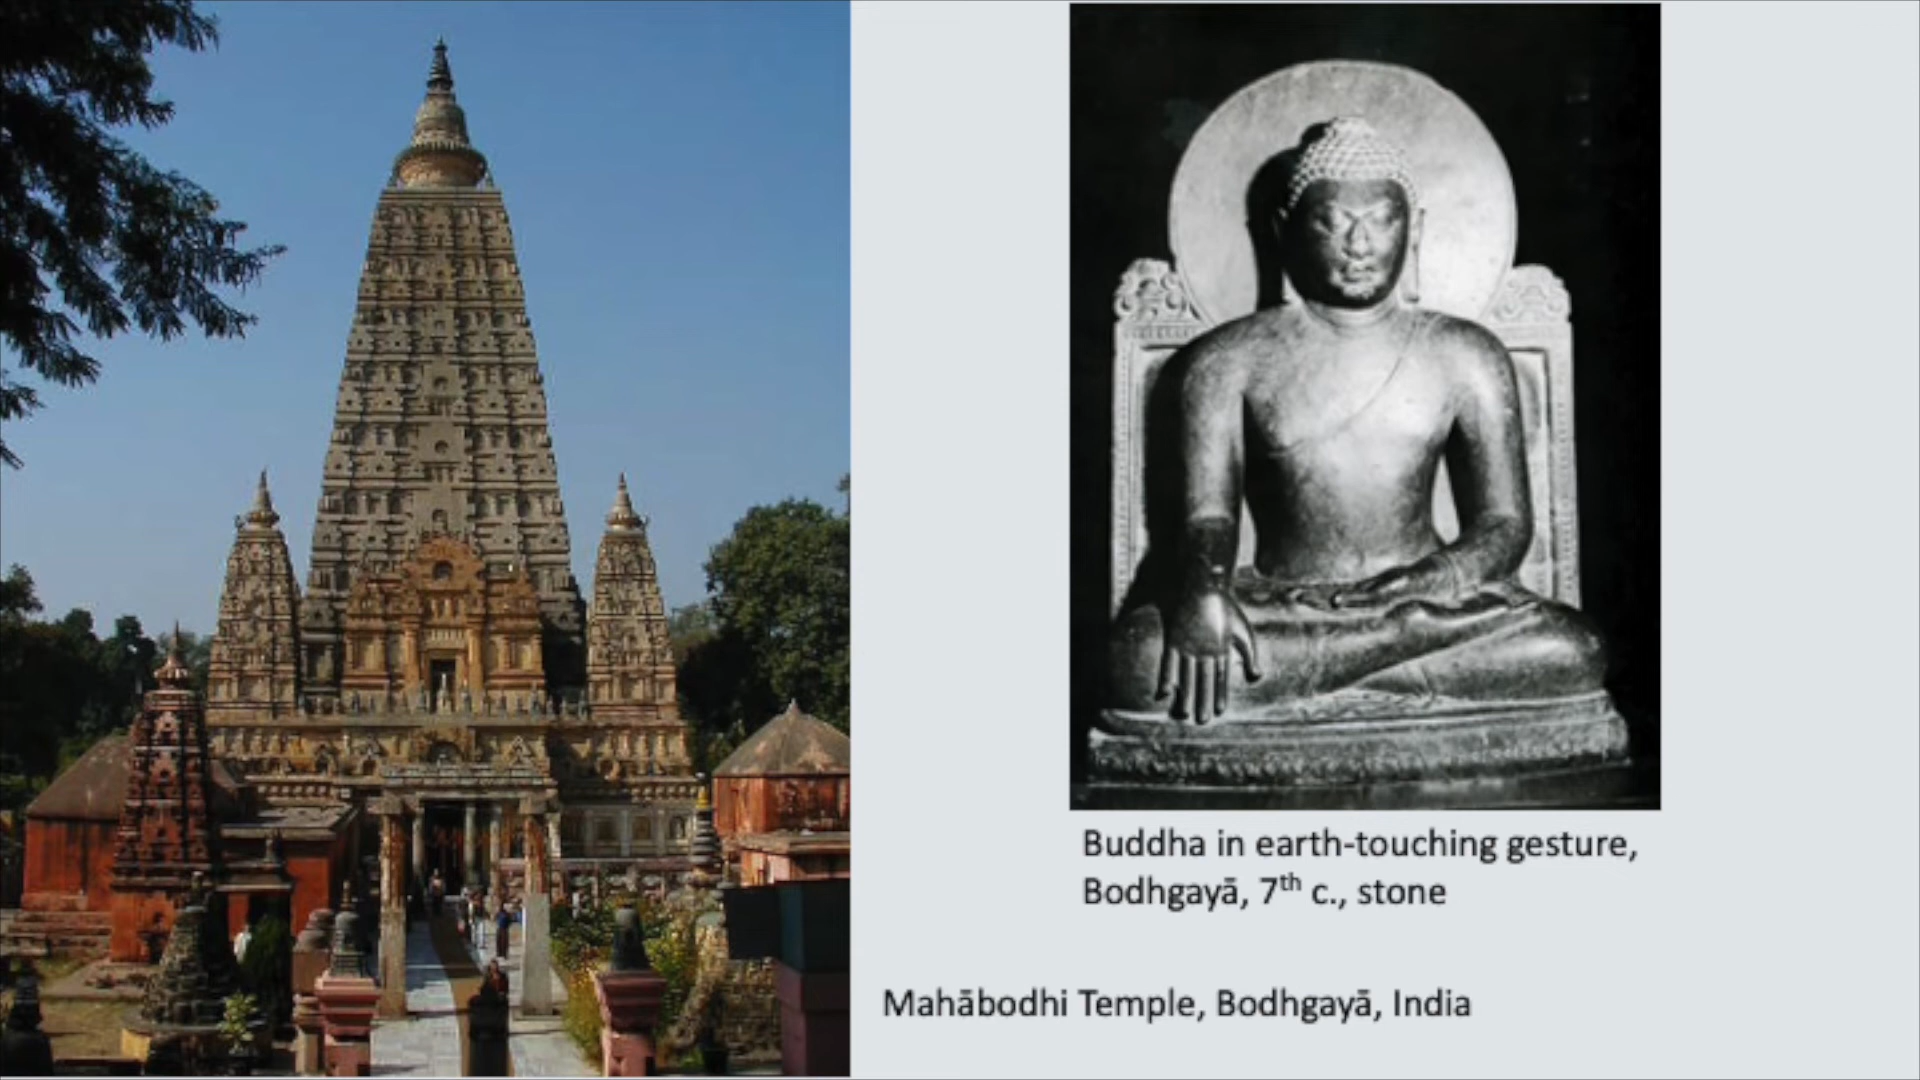 Buddha in earth-touching gesture,
Bodhgayā, 7th c., stone
Mahābodhi Temple, Bodhgayā, India